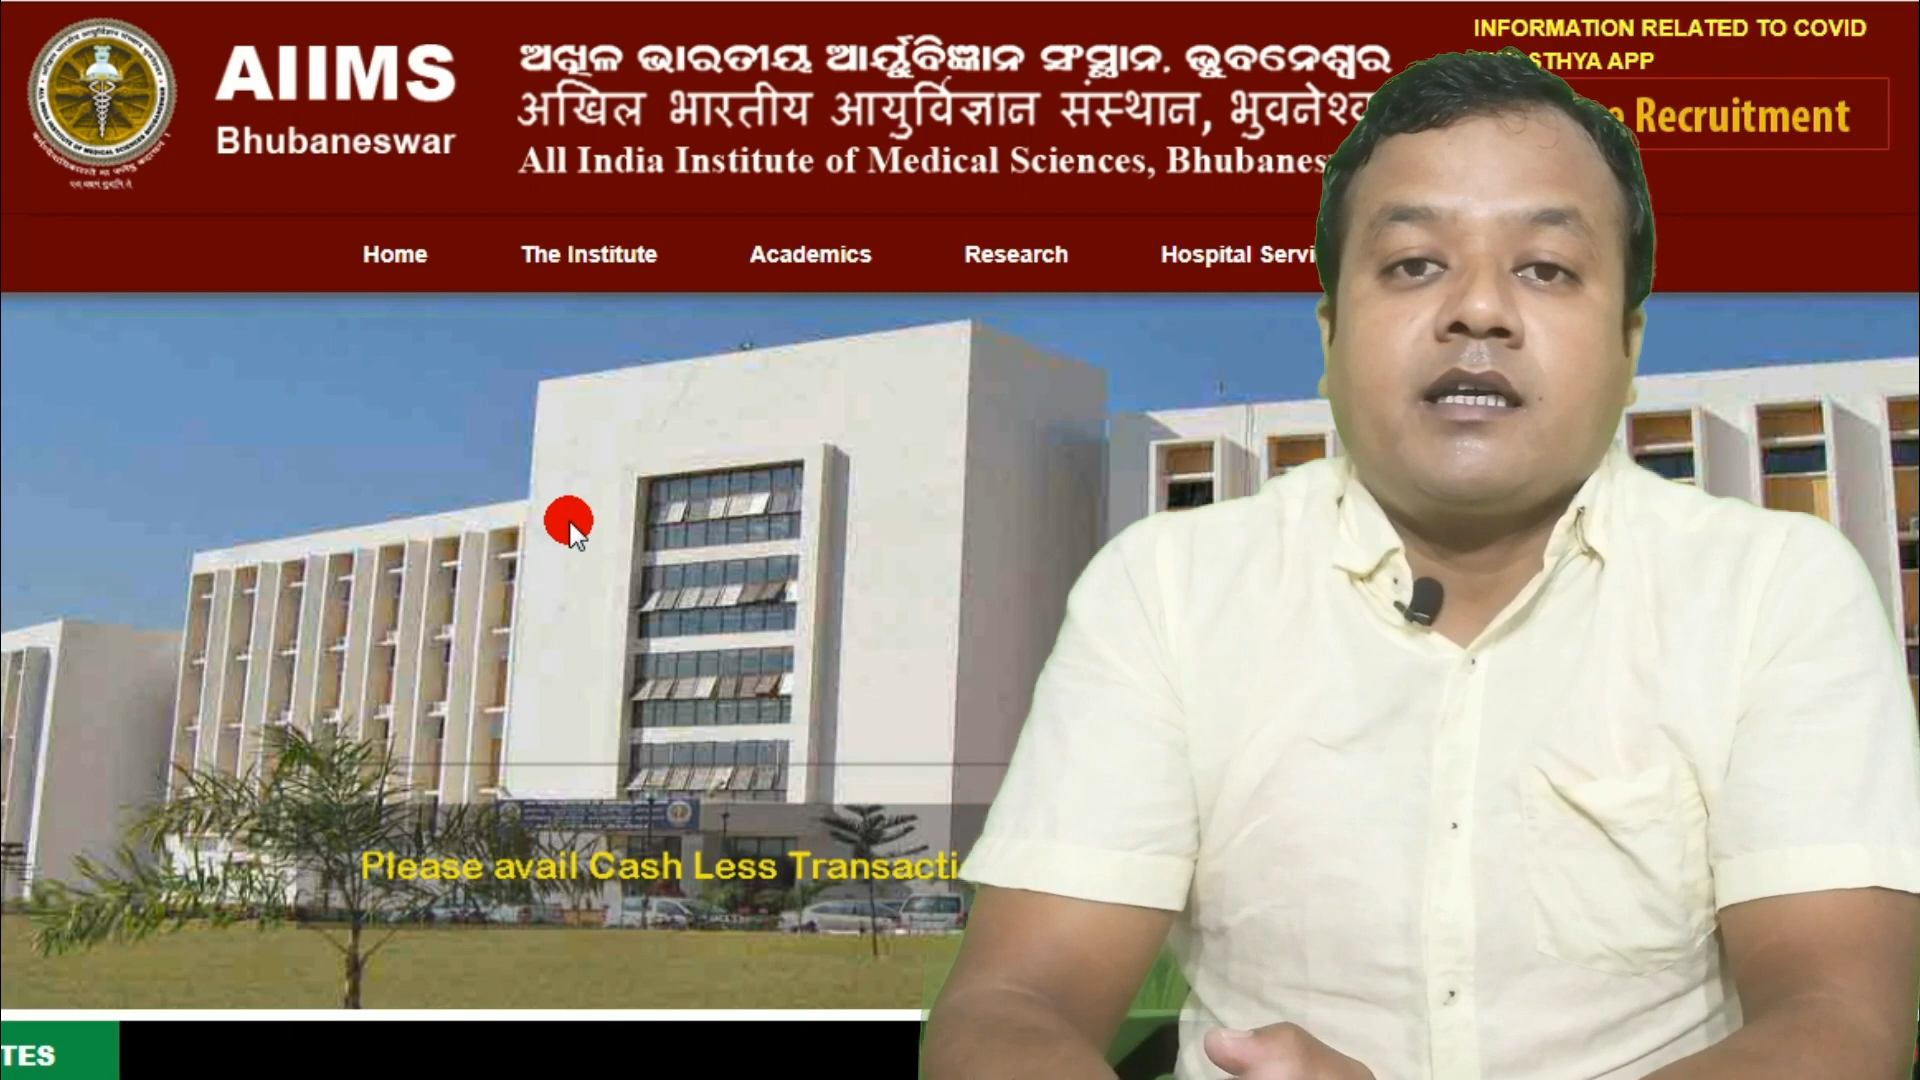 AIIMS
Bhubaneswar
ଅଖିଳ ଭାରତୀୟ ଆର୍ୟୁବିଜ୍ଞାନ ସଂସ୍ଥାନ, ଭୁବନେଶ୍ୱର
अखिल भारतीय आयुर्विज्ञान संस्थान, भुवनेश्व
All India Institute of Medical Sciences, Bhubanes
INFORMATION RELATED TO COVID
STHYA APP
e Recruitment
Home
The Institute
Academics
Research
Hospital Servi
Please avail Cash Less Transacti
TES